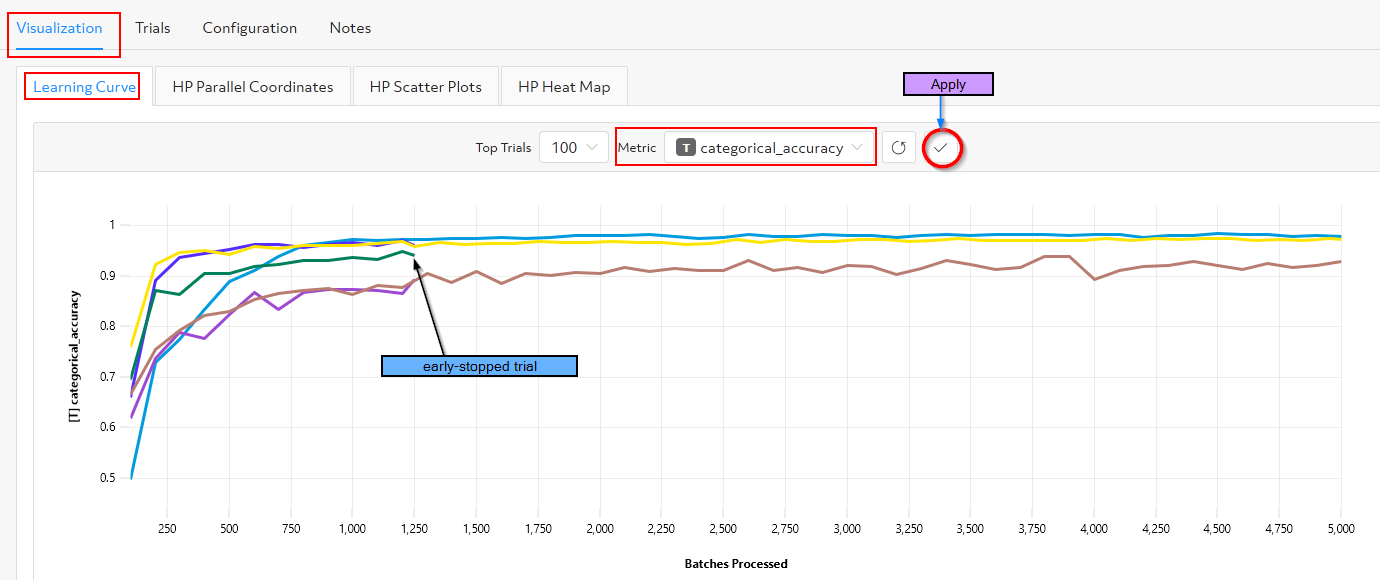 Visualization Trials Configuration Notes
Learning Curve HP Parallel Coordinates HP Scatter Plots HP Heat Map
Apply
Top Trials 100 Metric T categorical_accuracy
1
0.9
0.8
0.7
0.6
0.5
[T] categorical_accuracy
early-stopped trial
250 500 750 1,000 1,250 1,500 1,750 2,000 2,250 2,500 2,750 3,000 3,250 3,500 3,750 4,000 4,250 4,500 4,750 5,000
Batches Processed